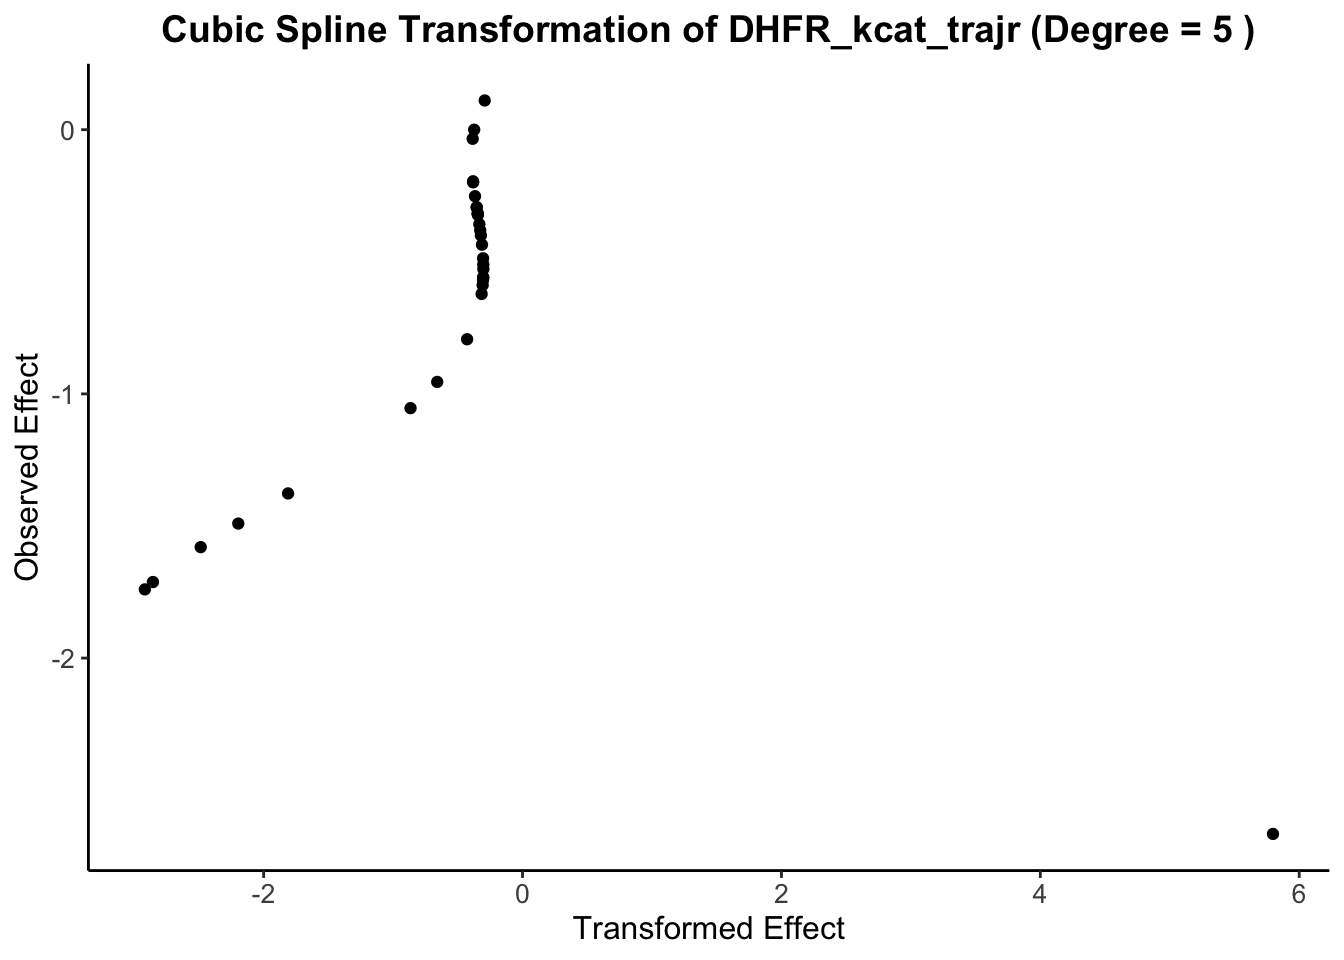 Cubic Spline Transformation of DHFR_kcat_trajr (Degree = 5 )
Observed Effect
0
-1
-2
-2
0
2
4
6
Transformed Effect